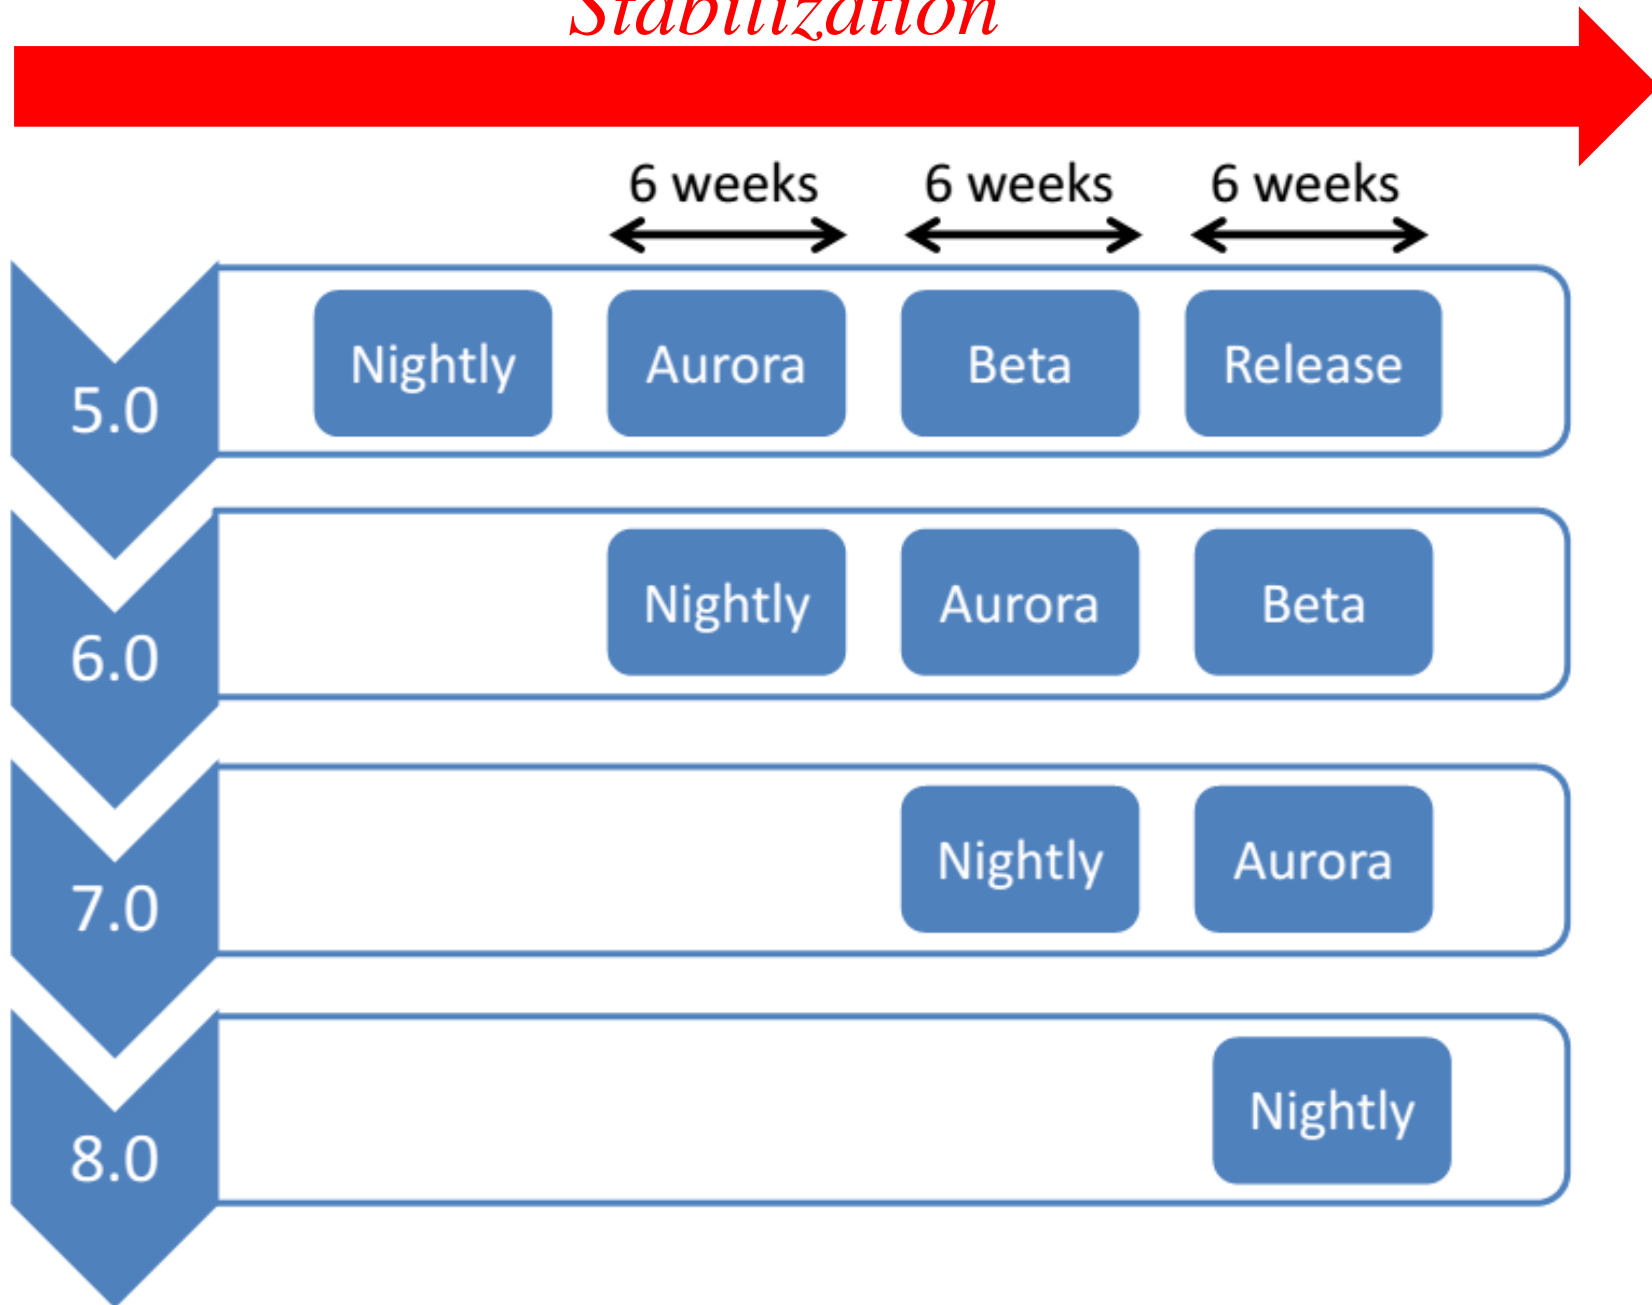 Stabilization
6 weeks 6 weeks 6 weeks
5.0 Nightly Aurora Beta Release
6.0 Nightly Aurora Beta
7.0 Nightly Aurora
8.0 Nightly